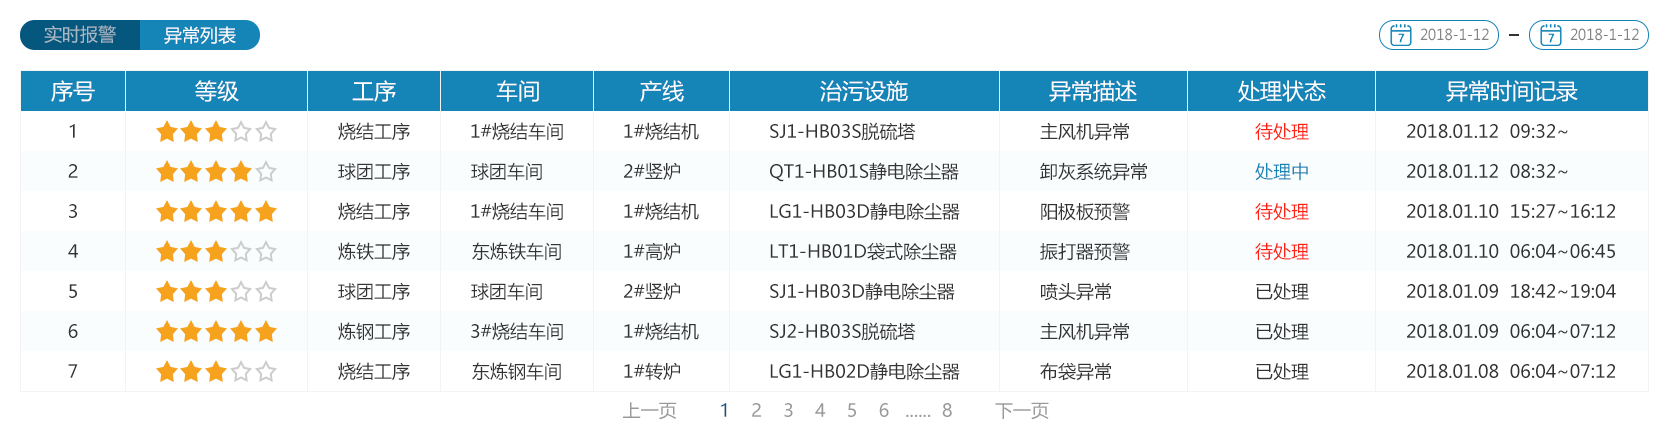 实时报警 异常列表 2018-1-12 – 2018-1-12
序号 等级 工序 车间 产线 治污设施 异常描述 处理状态 异常时间记录
1 烧结工序 1#烧结车间 1#烧结机 SJ1-HB03S脱硫塔 主风机异常 待处理 2018.01.12 09:32~
2 球团工序 球团车间 2#竖炉 QT1-HB01S静电除尘器 卸灰系统异常 处理中 2018.01.12 08:32~
3 烧结工序 1#烧结车间 1#烧结机 LG1-HB03D静电除尘器 阳极板预警 待处理 2018.01.10 15:27~16:12
4 炼铁工序 东炼铁车间 1#高炉 LT1-HB01D袋式除尘器 振打器预警 待处理 2018.01.10 06:04~06:45
5 球团工序 球团车间 2#竖炉 SJ1-HB03D静电除尘器 喷头异常 已处理 2018.01.09 18:42~19:04
6 炼钢工序 3#烧结车间 1#烧结机 SJ2-HB03S脱硫塔 主风机异常 已处理 2018.01.09 06:04~07:12
7 烧结工序 东炼钢车间 1#转炉 LG1-HB02D静电除尘器 布袋异常 已处理 2018.01.08 06:04~07:12
上一页 1 2 3 4 5 6 ...... 8 下一页